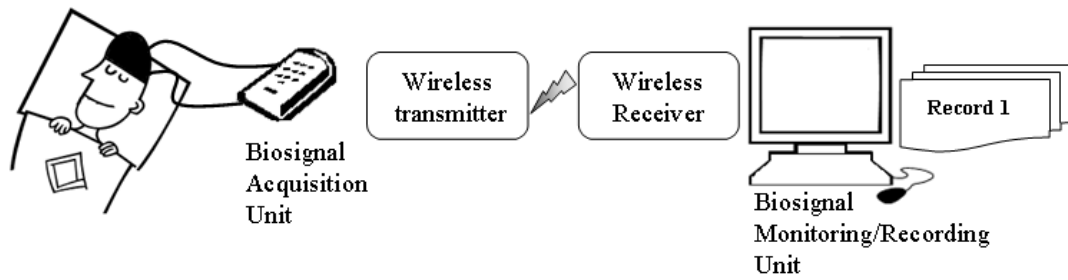 Biosignal
Acquisition
Unit
Wireless
transmitter
Wireless
Receiver
Record 1
Biosignal
Monitoring/Recording
Unit